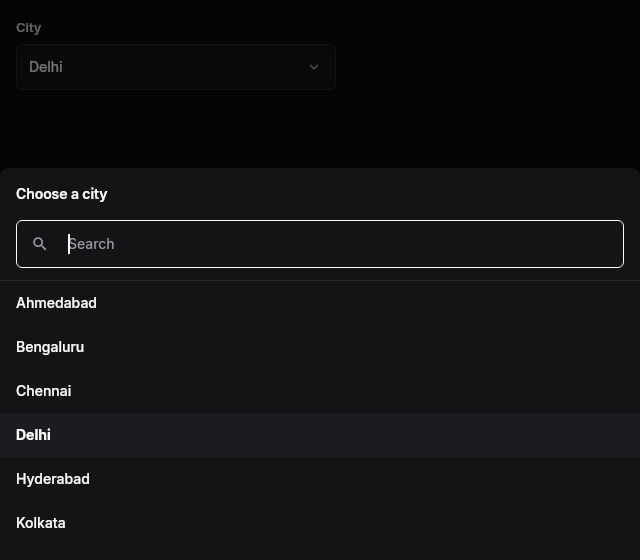 City
Delhi
Choose a city
Search
Ahmedabad
Bengaluru
Chennai
Delhi
Hyderabad
Kolkata